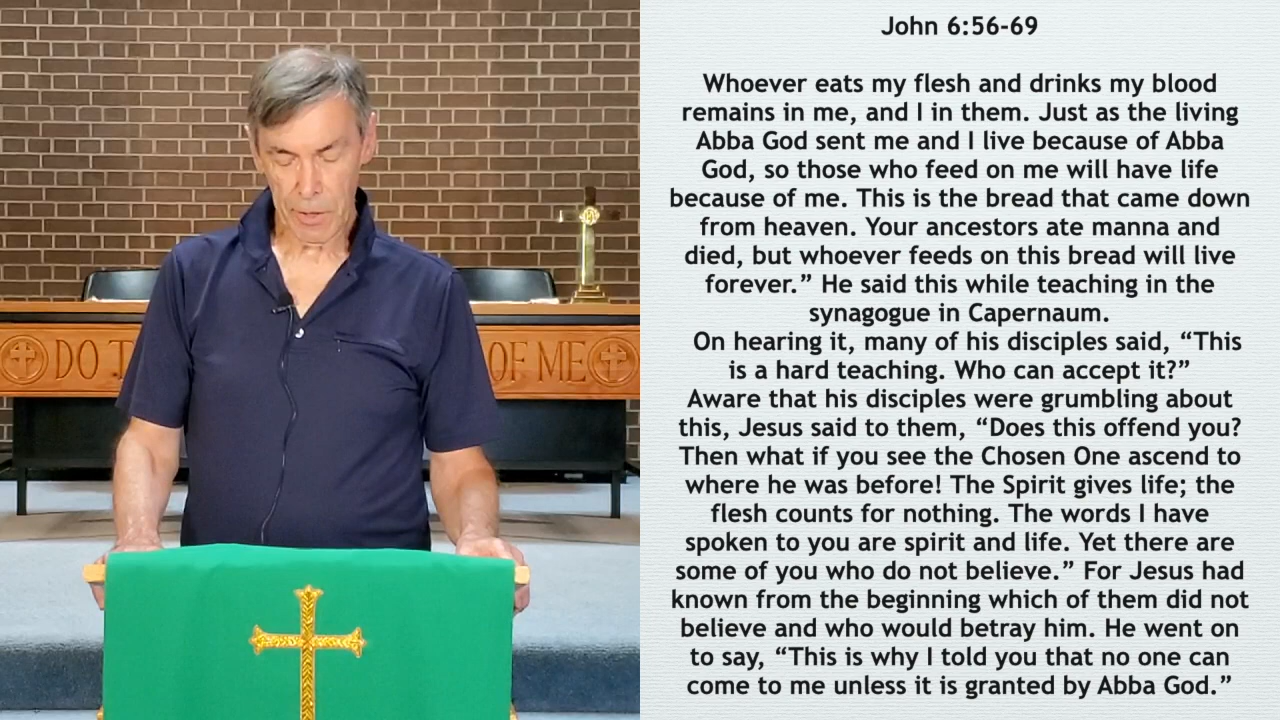 DO T
OF ME
John 6:56-69
Whoever eats my flesh and drinks my blood
remains in me, and I in them. Just as the living
Abba God sent me and I live because of Abba
God, so those who feed on me will have life
because of me. This is the bread that came down
from heaven. Your ancestors ate manna and
died, but whoever feeds on this bread will live
forever.” He said this while teaching in the
synagogue in Capernaum.
On hearing it, many of his disciples said, “This
is a hard teaching. Who can accept it?”
Aware that his disciples were grumbling about
this, Jesus said to them, “Does this offend you?
Then what if you see the Chosen One ascend to
where he was before! The Spirit gives life; the
flesh counts for nothing. The words I have
spoken to you are spirit and life. Yet there are
some of you who do not believe.” For Jesus had
known from the beginning which of them did not
believe and who would betray him. He went on
to say, “This is why I told you that no one can
come to me unless it is granted by Abba God.”